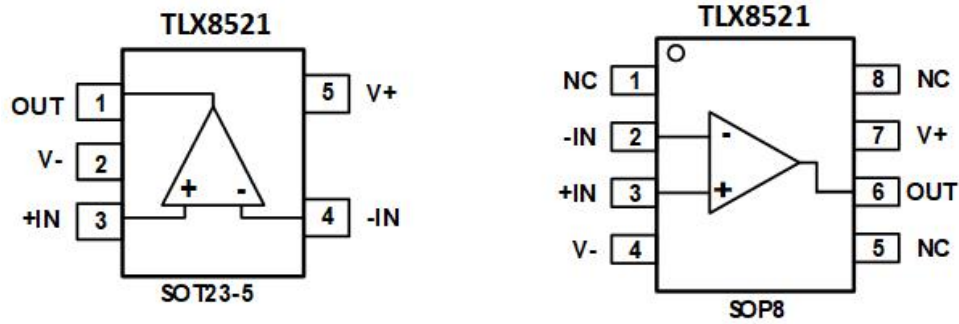 TLX8521
OUT 1 5 V+
V- 2
+IN 3 4 -IN
+ -
SOT23-5
TLX8521
NC 1 8 NC
-IN 2 - 7 V+
+IN 3 + 6 OUT
V- 4 5 NC
SOP8